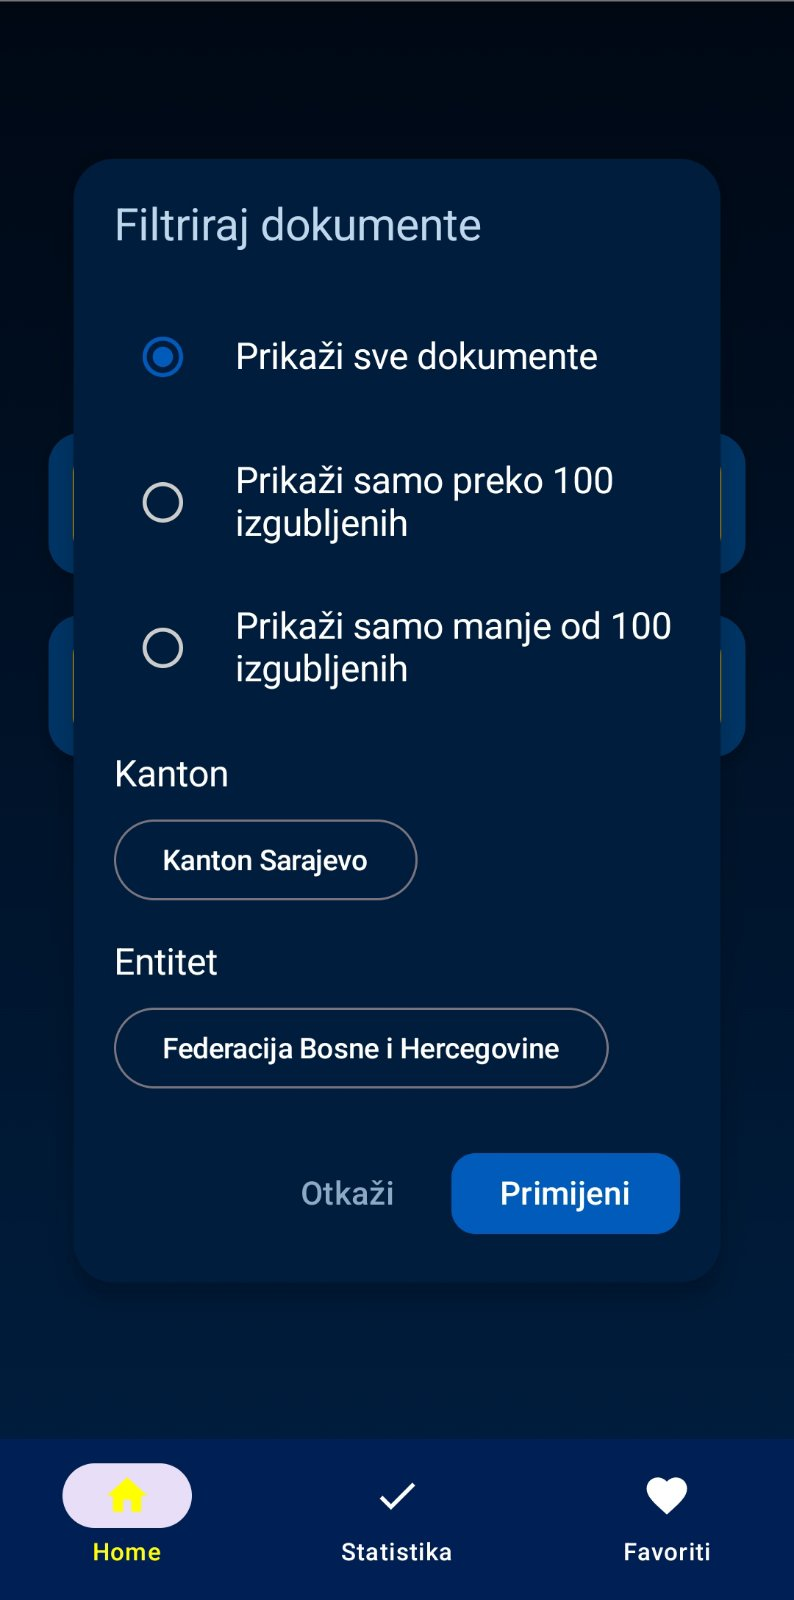 Filtriraj dokumente
Prikaži sve dokumente
Prikaži samo preko 100
izgubljenih
Prikaži samo manje od 100
izgubljenih
Kanton
Kanton Sarajevo
Entitet
Federacija Bosne i Hercegovine
Otkaži
Primijeni
Home
Statistika
Favoriti